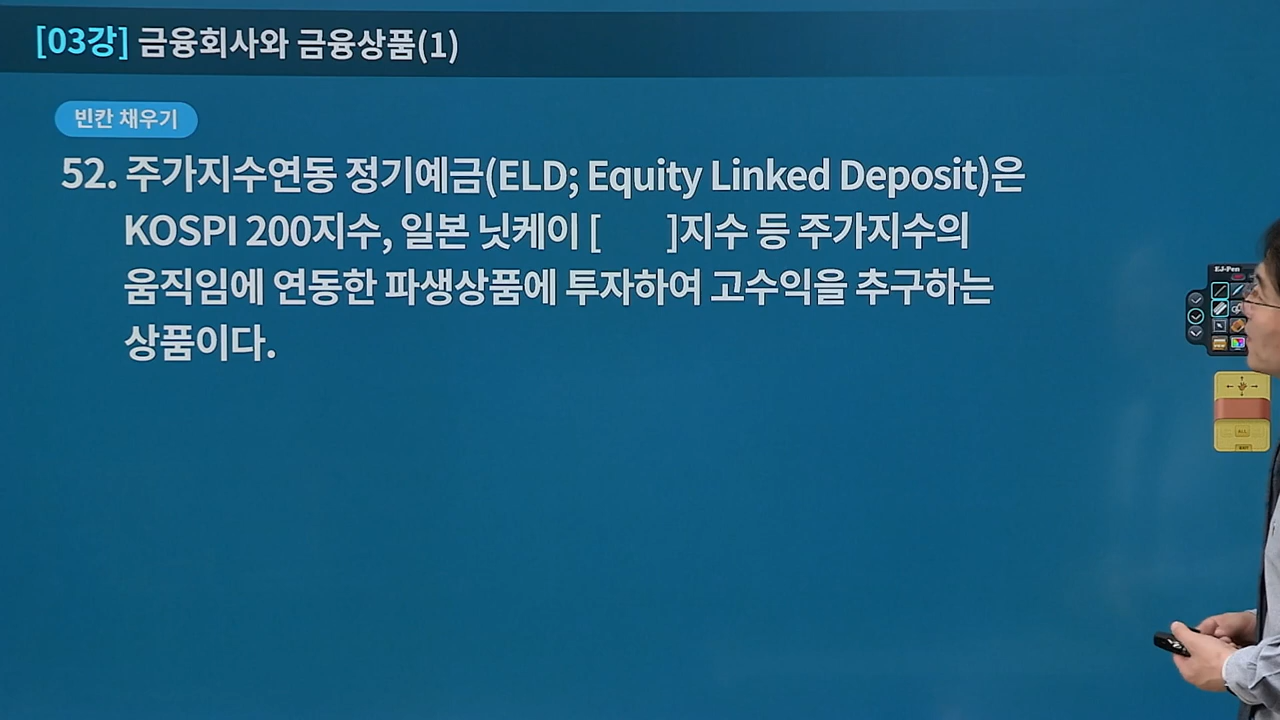 [03강] 금융회사와 금융상품(1)
빈칸 채우기
52. 주가지수연동 정기예금(ELD; Equity Linked Deposit)은
KOSPI 200지수, 일본 닛케이 [ ]지수 등 주가지수의
움직임에 연동한 파생상품에 투자하여 고수익을 추구하는
상품이다.
EJ-Pen
ALL